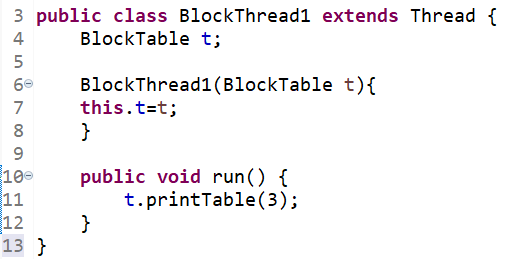 3 public class BlockThread1 extends Thread {
4     BlockTable t;
5
6     BlockThread1(BlockTable t){
7     this.t=t;
8     }
9
10     public void run() {
11         t.printTable(3);
12     }
13 }